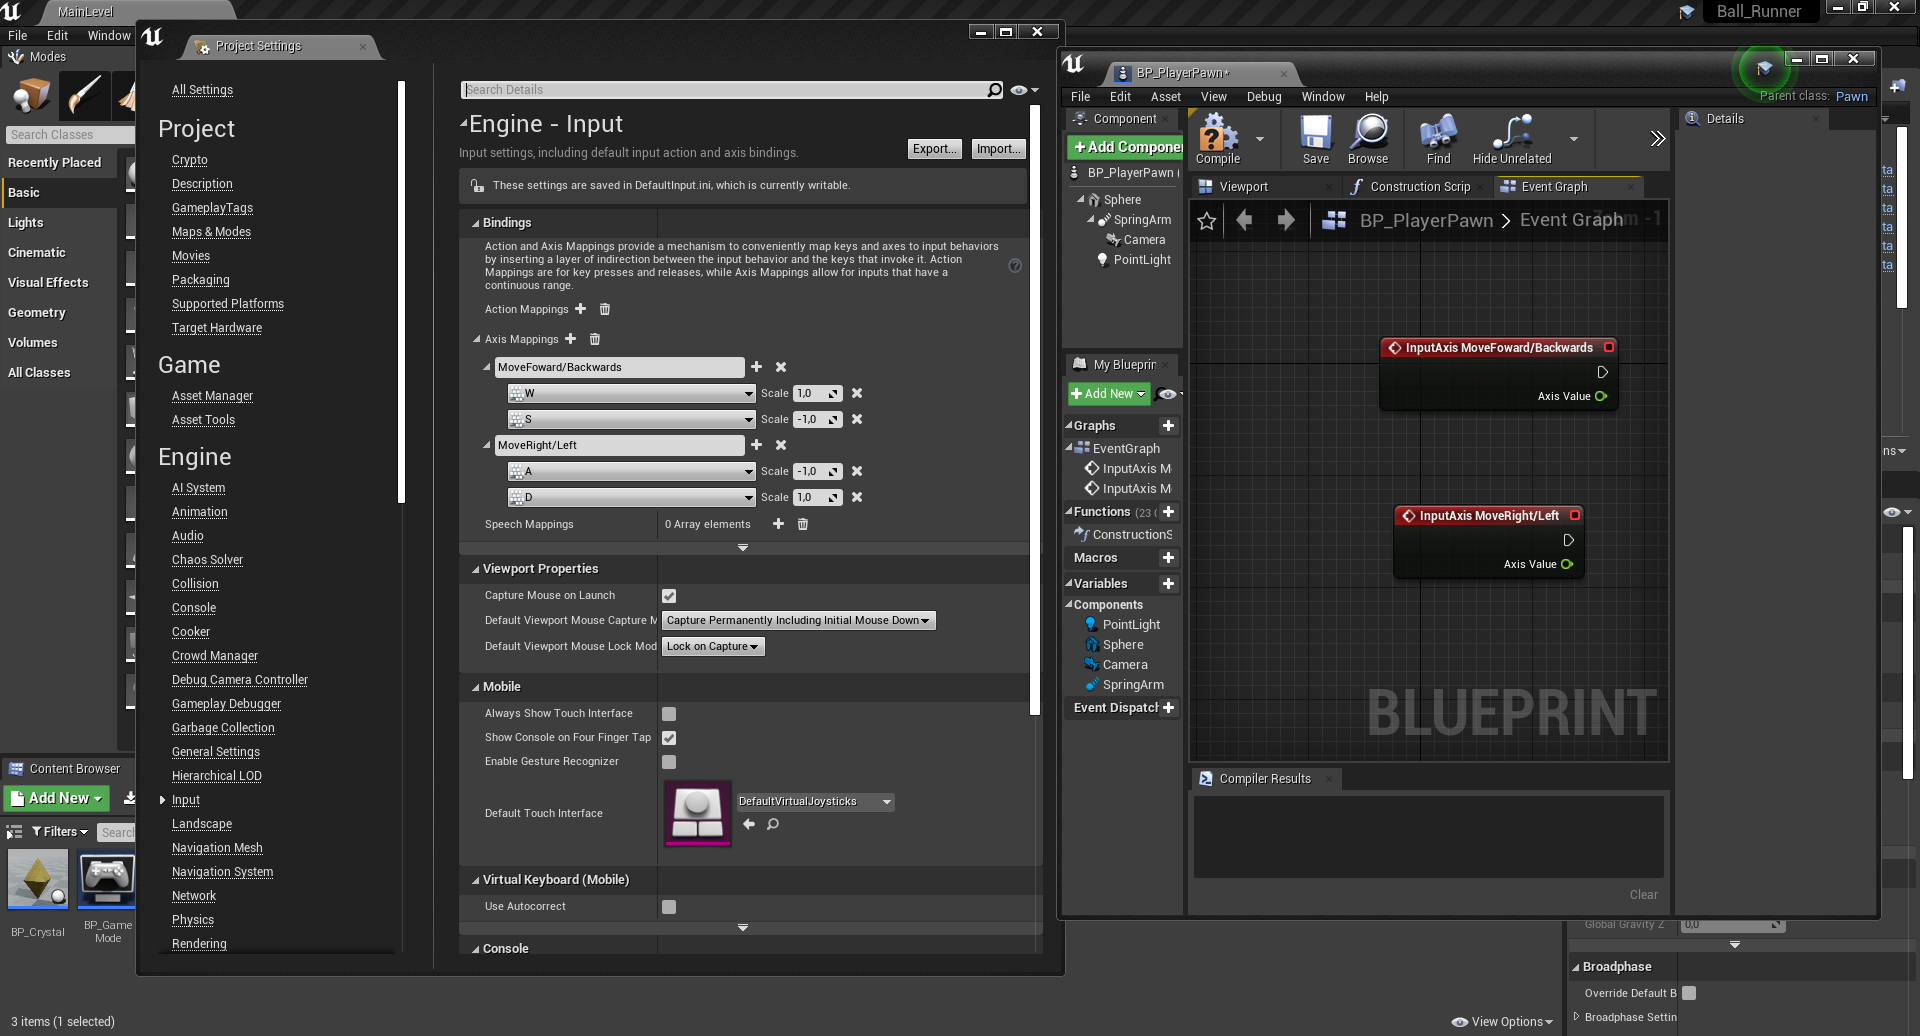 MainLevel
File Edit Window
Modes
Search Classes
Recently Placed
Basic
Lights
Cinematic
Visual Effects
Geometry
Volumes
All Classes
Content Browser
Add New
Filters
Search
BP_Crystal
BP_Game
Mode
3 items (1 selected)
Project Settings
All Settings
Project
Crypto
Description
GameplayTags
Maps & Modes
Movies
Packaging
Supported Platforms
Target Hardware
Game
Asset Manager
Asset Tools
Engine
AI System
Animation
Audio
Chaos Solver
Collision
Console
Cooker
Crowd Manager
Debug Camera Controller
Gameplay Debugger
Garbage Collection
General Settings
Hierarchical LOD
Input
Landscape
Navigation Mesh
Navigation System
Network
Physics
Rendering
Search Details
Engine - Input
Input settings, including default input action and axis bindings.
Export...
Import...
These settings are saved in DefaultInput.ini, which is currently writable.
Bindings
Action and Axis Mappings provide a mechanism to conveniently map keys and axes to input behaviors
by inserting a layer of indirection between the input behavior and the keys that invoke it. Action
Mappings are for key presses and releases, while Axis Mappings allow for inputs that have a
continuous range.
Action Mappings
Axis Mappings
MoveFoward/Backwards
W Scale 1,0
S Scale -1,0
MoveRight/Left
A Scale -1,0
D Scale 1,0
Speech Mappings 0 Array elements
Viewport Properties
Capture Mouse on Launch
Default Viewport Mouse Capture M Capture Permanently Including Initial Mouse Down
Default Viewport Mouse Lock Mod Lock on Capture
Mobile
Always Show Touch Interface
Show Console on Four Finger Tap
Enable Gesture Recognizer
Default Touch Interface
DefaultVirtualJoysticks
Virtual Keyboard (Mobile)
Use Autocorrect
Console
Ball_Runner
BP_PlayerPawn*
Parent class: Pawn
File Edit Asset View Debug Window Help
Component
Add Compone
BP_PlayerPawn (
Sphere
SpringArm
Camera
PointLight
My Blueprin
Add New
Graphs
EventGraph
InputAxis M
InputAxis M
Functions (23
ConstructionS
Macros
Variables
Components
PointLight
Sphere
Camera
SpringArm
Event Dispatch
Compile
Save
Browse
Find
Hide Unrelated
Viewport
Construction Scrip
Event Graph
BP_PlayerPawn > Event Graph
Zoom -1
InputAxis MoveFoward/Backwards
Axis Value
InputAxis MoveRight/Left
Axis Value
BLUEPRINT
Compiler Results
Clear
Details
ta
ta
ta
ta
ta
ta
ns
Global Gravity Z 0,0
Broadphase
Override Default B
Broadphase Settin
View Options